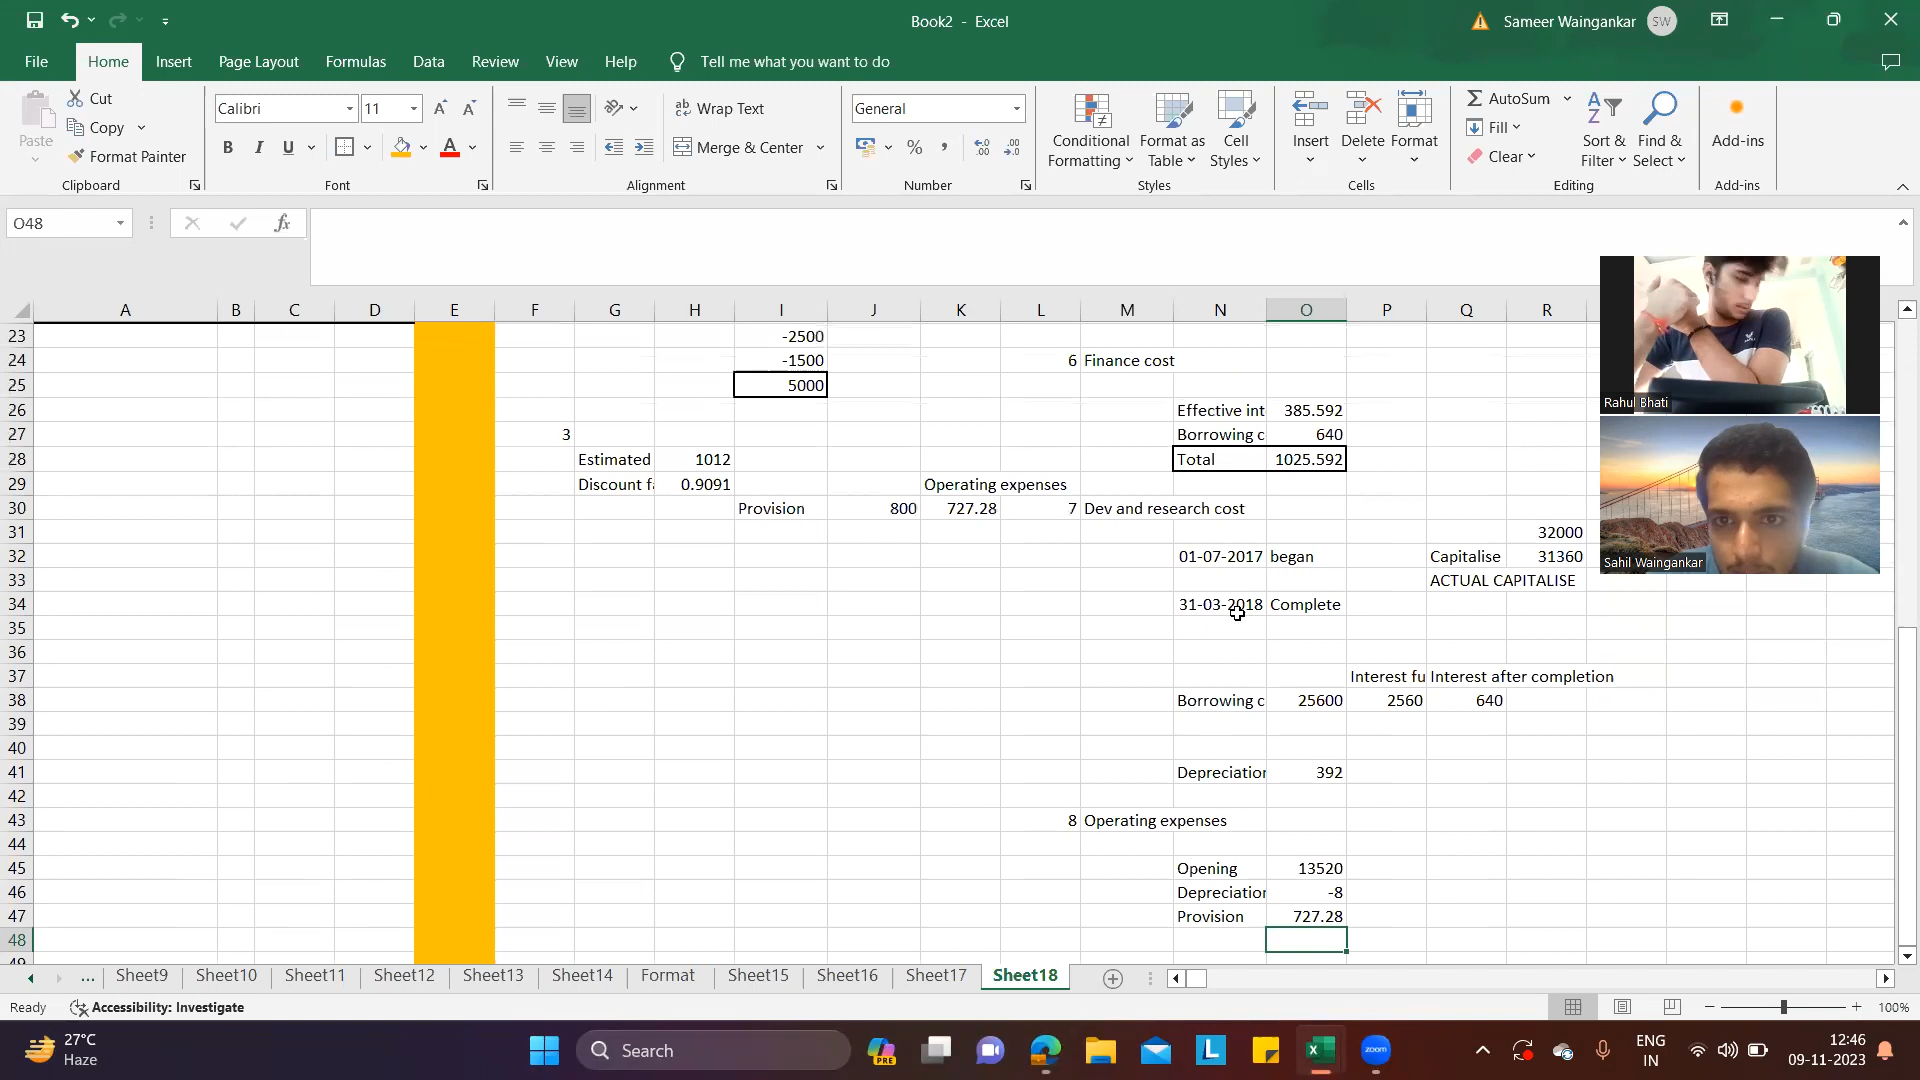 Book2 - Excel
Sameer Waingankar
SW
File
Home
Insert
Page Layout
Formulas
Data
Review
View
Help
Tell me what you want to do
Paste
Cut
Copy
Format Painter
Clipboard
Calibri
11
B I U
Font
Wrap Text
Merge & Center
Alignment
General
Number
Conditional Formatting
Format as Table
Cell Styles
Styles
Insert
Delete
Format
Cells
AutoSum
Fill
Clear
Sort & Filter
Find & Select
Editing
Add-ins
Add-ins
O48
fx
A B C D E F G H I J K L M N O P Q R
23 -2500
24 -1500 6 Finance cost
25 5000
26 Effective int 385.592
27 3 Borrowing c 640
28 Estimated 1012 Total 1025.592
29 Discount fa 0.9091 Operating expenses
30 Provision 800 727.28 7 Dev and research cost
31 32000
32 01-07-2017 began Capitalise 31360
33 ACTUAL CAPITALISE
34 31-03-2018 Complete
35
36
37 Interest fu Interest after completion
38 Borrowing c 25600 2560 640
39
40
41 Depreciation 392
42
43 8 Operating expenses
44
45 Opening 13520
46 Depreciation -8
47 Provision 727.28
48
49
Rahul Bhati
Sahil Waingankar
... Sheet9 Sheet10 Sheet11 Sheet12 Sheet13 Sheet14 Format Sheet15 Sheet16 Sheet17 Sheet18
Ready
Accessibility: Investigate
100%
27°C
Haze
Search
PRE
L
zoom
ENG
IN
12:46
09-11-2023